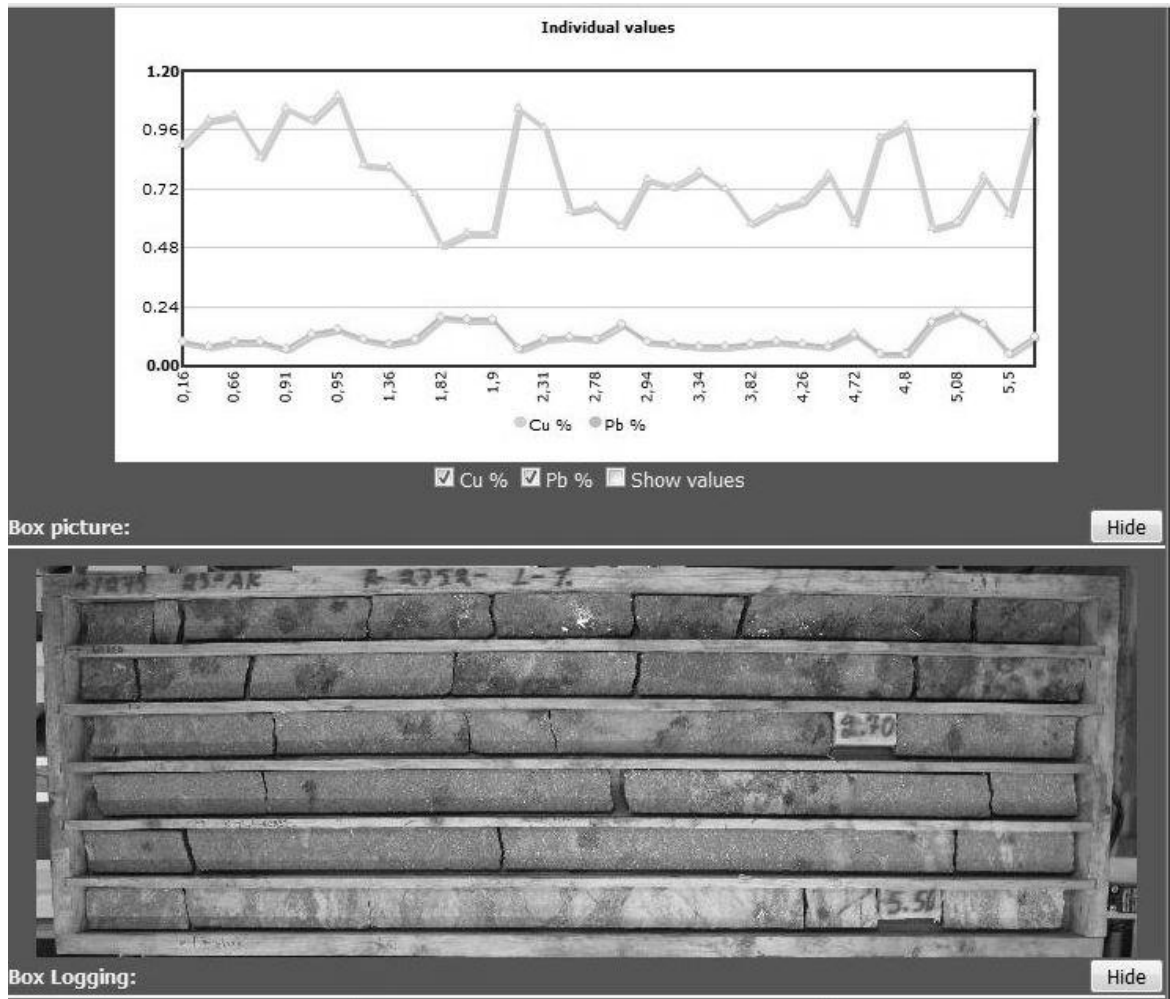 Individual values
1.20
0.96
0.72
0.48
0.24
0.00
0,16 0,66 0,91 0,95 1,36 1,82 1,9 2,31 2,78 2,94 3,34 3,82 4,26 4,72 4,8 5,08 5,5
Cu % Pb %
Cu % Pb % Show values
Box picture: Hide
2.70
5.50
Box Logging: Hide